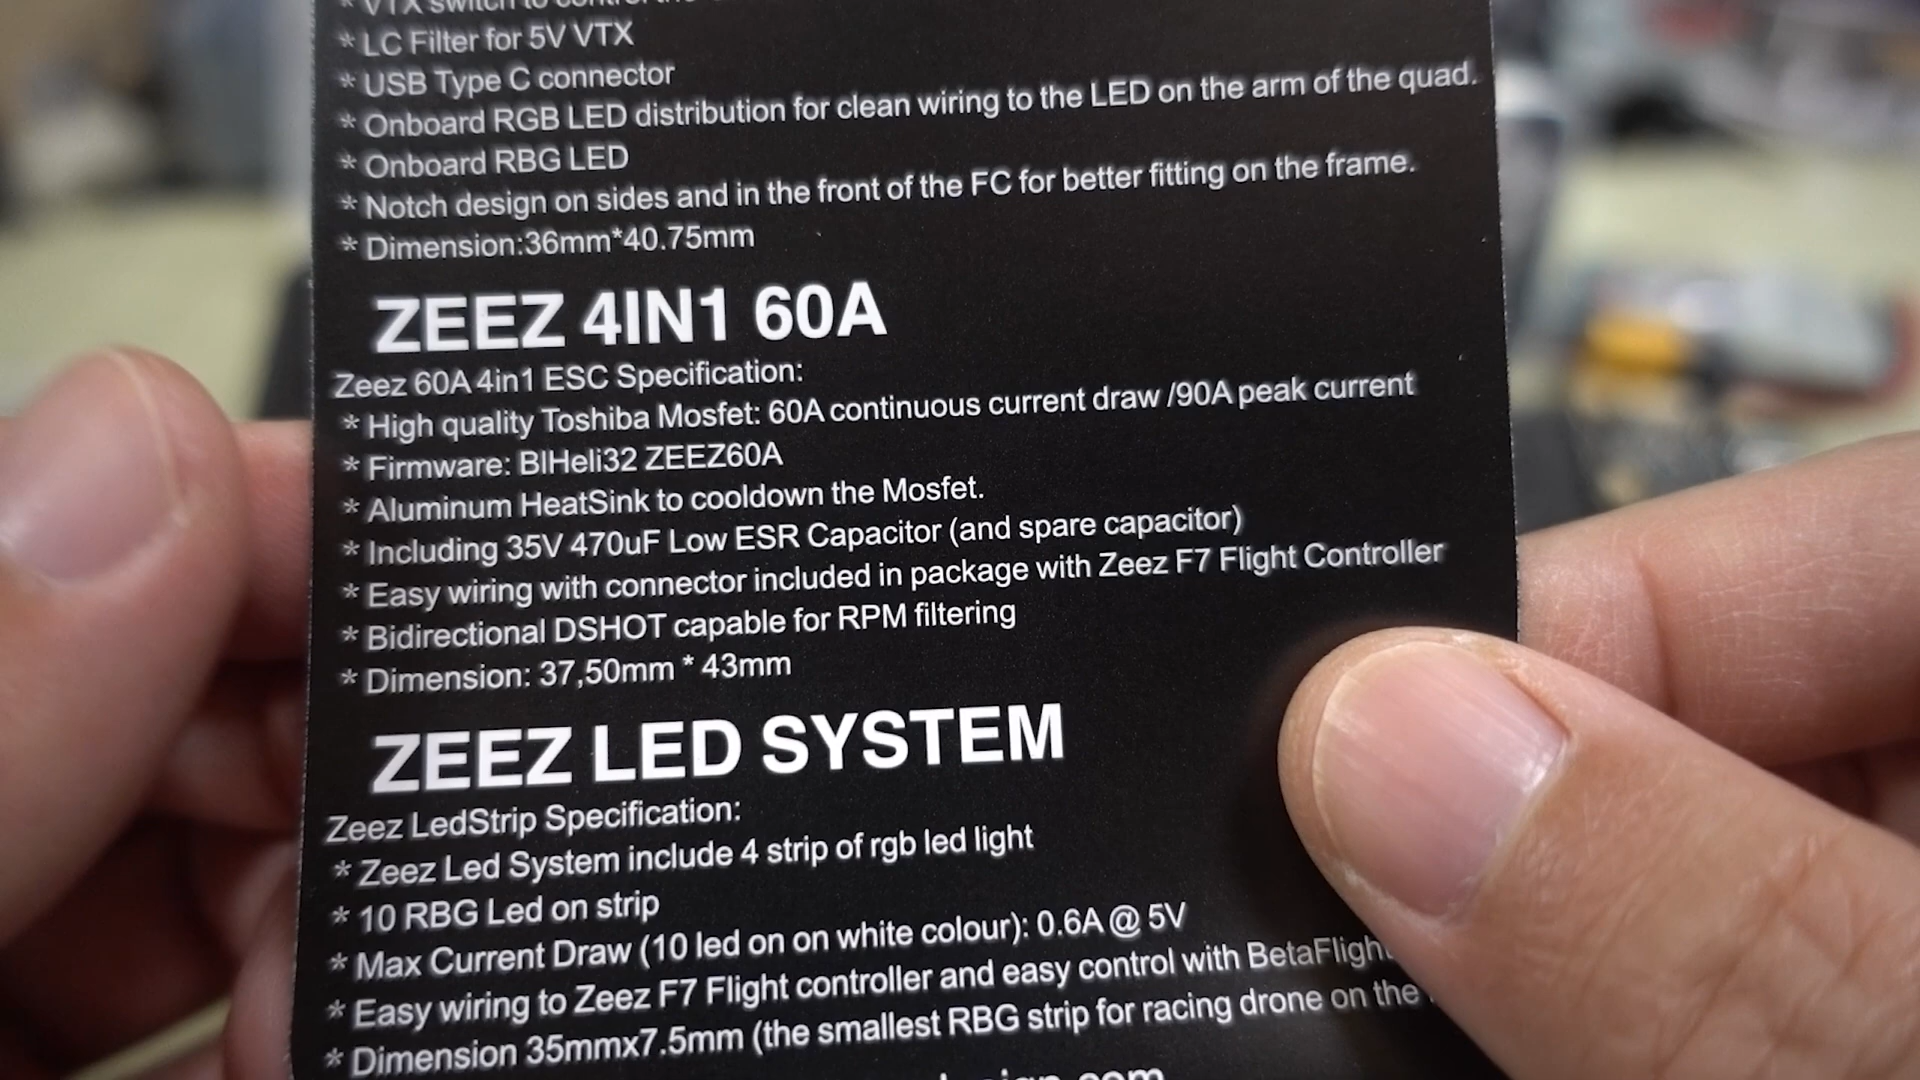 * VTX switch to control the
* LC Filter for 5V VTX
* USB Type C connector
* Onboard RGB LED distribution for clean wiring to the LED on the arm of the quad.
* Onboard RBG LED
* Notch design on sides and in the front of the FC for better fitting on the frame.
* Dimension:36mm*40.75mm
ZEEZ 4IN1 60A
Zeez 60A 4in1 ESC Specification:
* High quality Toshiba Mosfet: 60A continuous current draw /90A peak current
* Firmware: BlHeli32 ZEEZ60A
* Aluminum HeatSink to cooldown the Mosfet.
* Including 35V 470uF Low ESR Capacitor (and spare capacitor)
* Easy wiring with connector included in package with Zeez F7 Flight Controller
* Bidirectional DSHOT capable for RPM filtering
* Dimension: 37,50mm * 43mm
ZEEZ LED SYSTEM
Zeez LedStrip Specification:
* Zeez Led System include 4 strip of rgb led light
* 10 RBG Led on strip
* Max Current Draw (10 led on on white colour): 0.6A @ 5V
* Easy wiring to Zeez F7 Flight controller and easy control with BetaFlight
* Dimension 35mmx7.5mm (the smallest RBG strip for racing drone on the